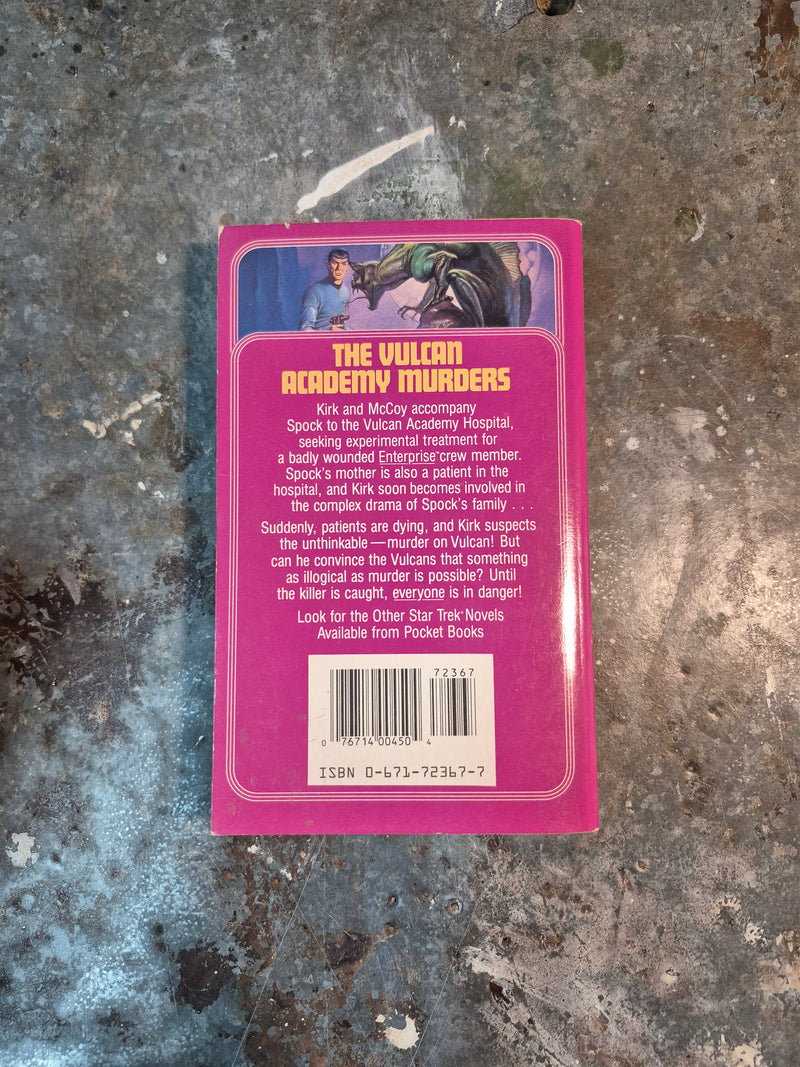 THE VULCAN
ACADEMY MURDERS
Kirk and McCoy accompany
Spock to the Vulcan Academy Hospital,
seeking experimental treatment for
a badly wounded Enterprise™ crew member.
Spock's mother is also a patient in the
hospital, and Kirk soon becomes involved in
the complex drama of Spock's family . . .
Suddenly, patients are dying, and Kirk suspects
the unthinkable—murder on Vulcan! But
can he convince the Vulcans that something
as illogical as murder is possible? Until
the killer is caught, everyone is in danger!
Look for the Other Star Trek® Novels
Available from Pocket Books
72367
0 76714 00450 4
ISBN 0-671-72367-7